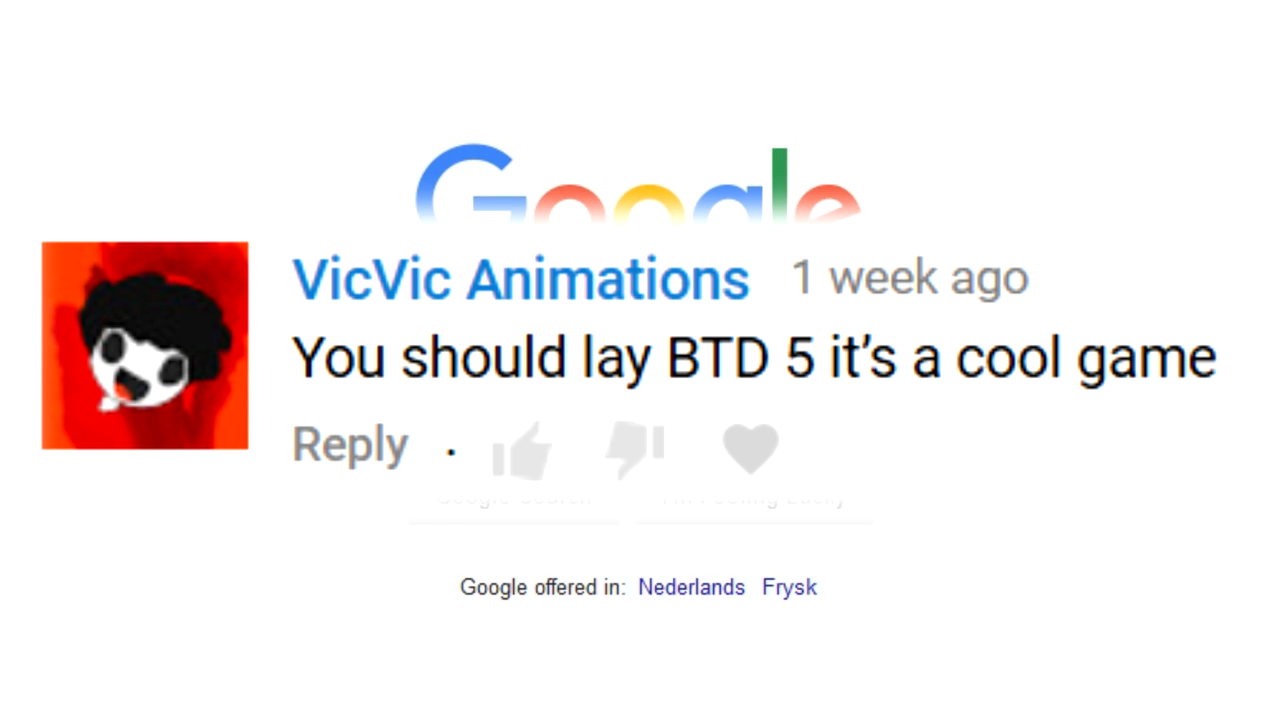 Google
VicVic Animations 1 week ago
You should lay BTD 5 it's a cool game
Reply .
Google offered in: Nederlands Frysk